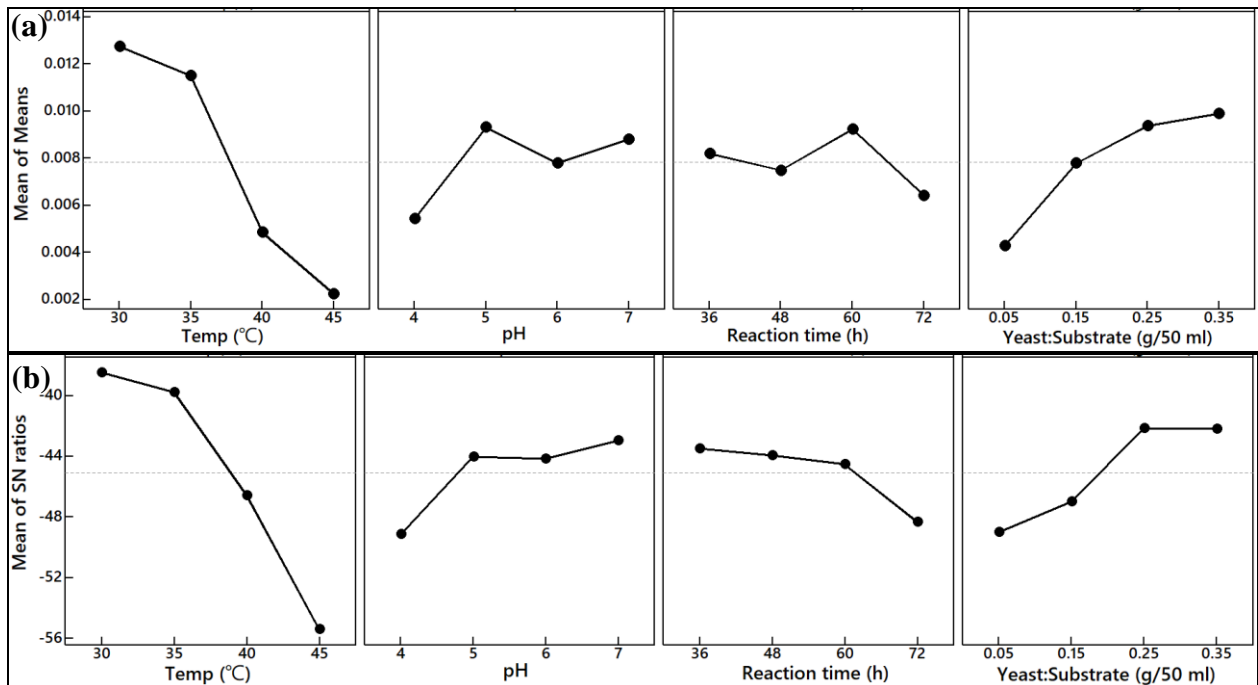 (a)
Mean of Means
0.014
0.012
0.010
0.008
0.006
0.004
0.002
30 35 40 45
Temp (℃)
4 5 6 7
pH
36 48 60 72
Reaction time (h)
0.05 0.15 0.25 0.35
Yeast:Substrate (g/50 ml)
(b)
Mean of SN ratios
-40
-44
-48
-52
-56
30 35 40 45
Temp (℃)
4 5 6 7
pH
36 48 60 72
Reaction time (h)
0.05 0.15 0.25 0.35
Yeast:Substrate (g/50 ml)